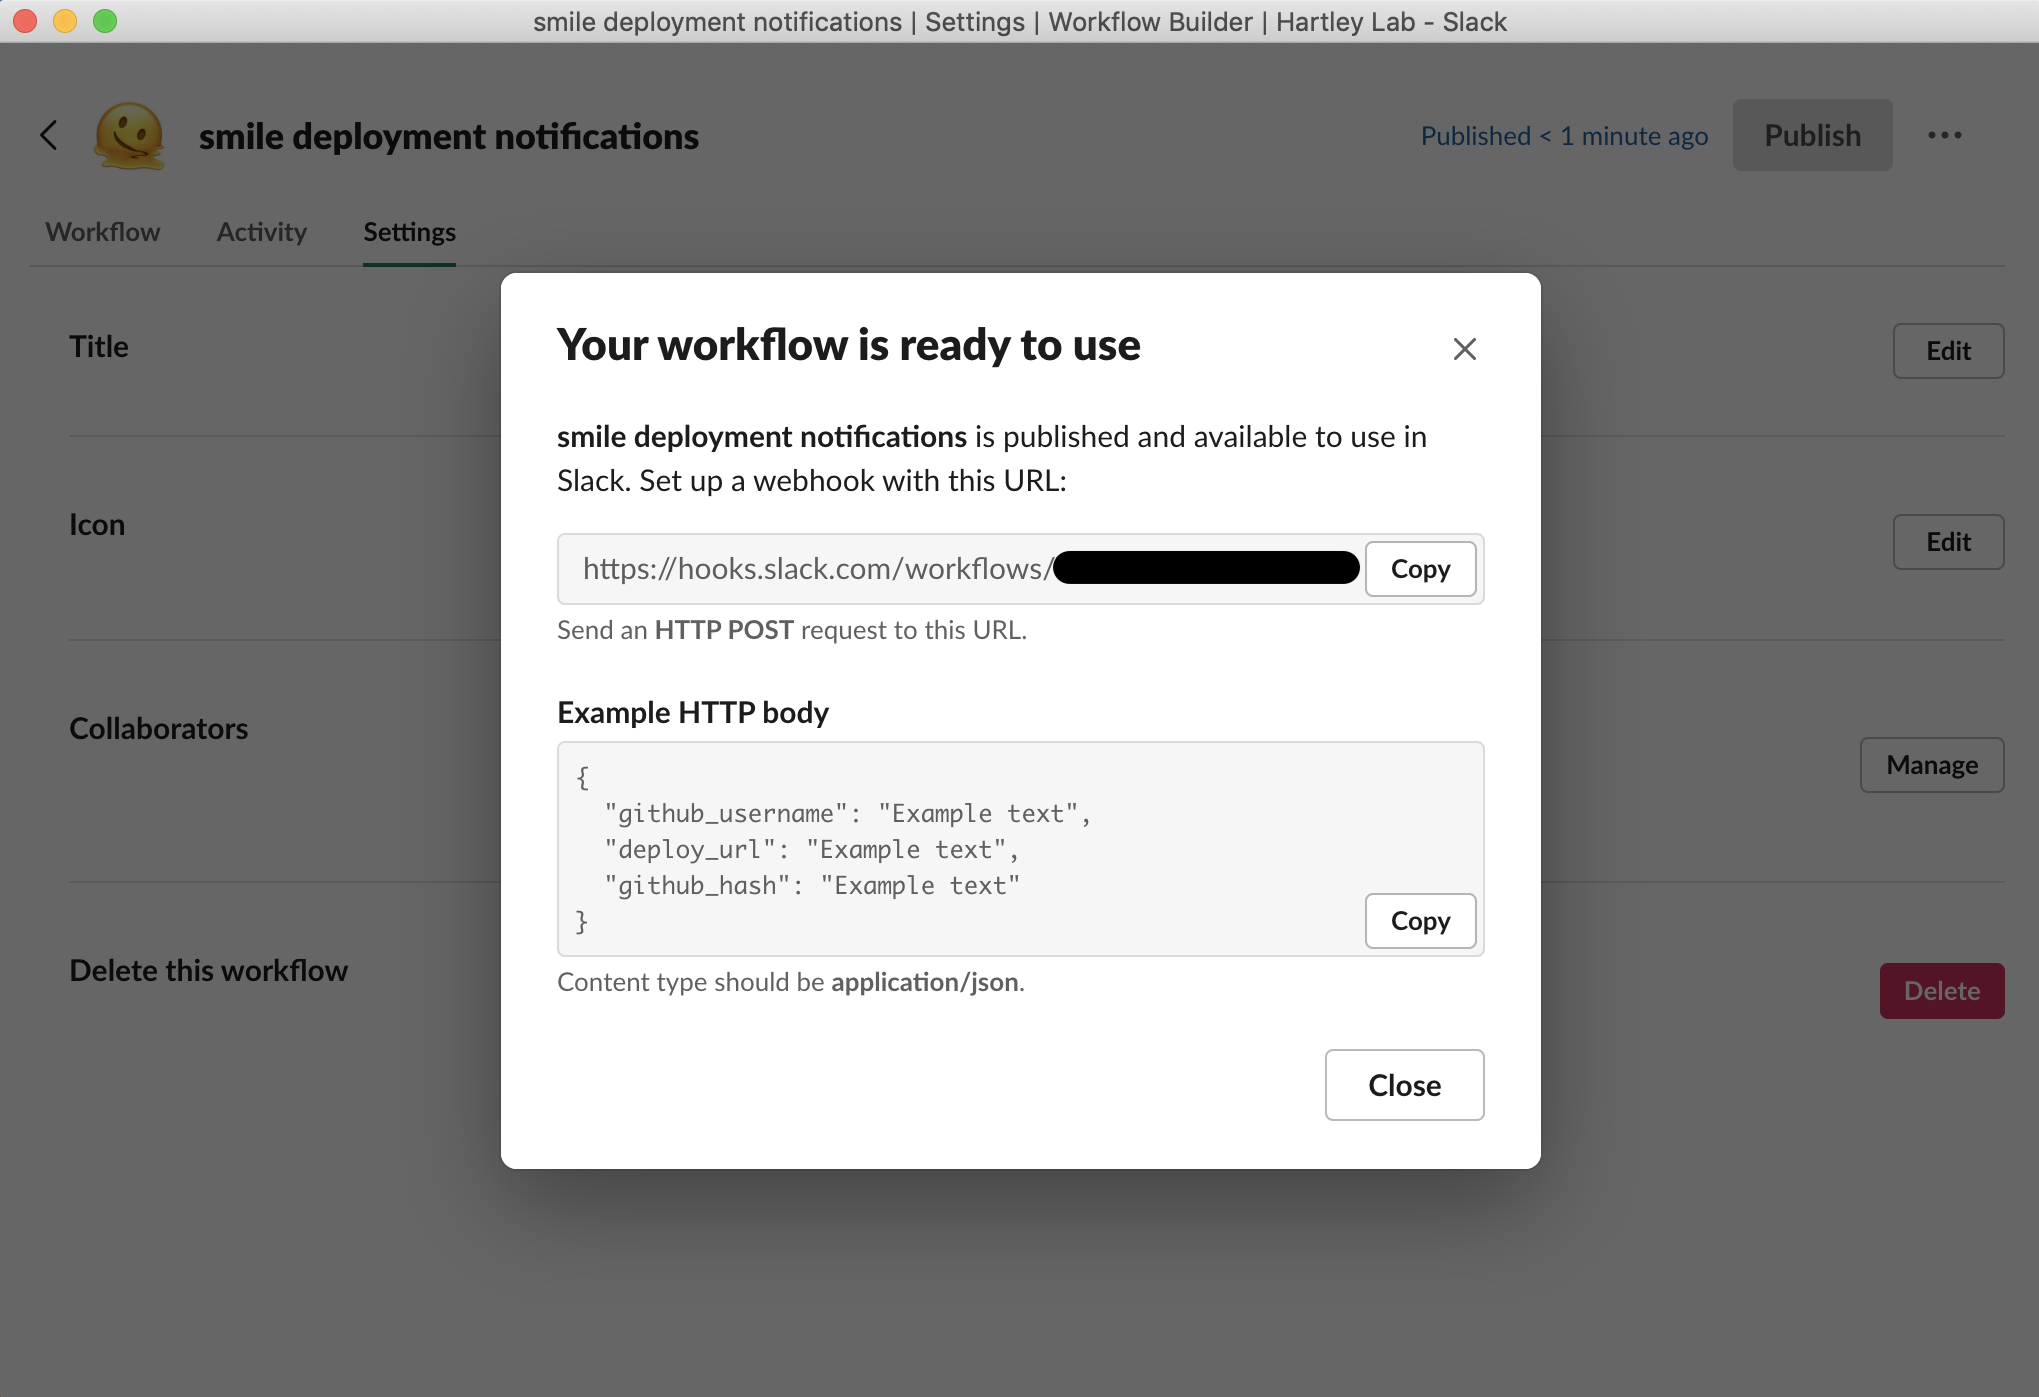 smile deployment notifications | Settings | Workflow Builder | Hartley Lab - Slack
smile deployment notifications
Published < 1 minute ago
Publish
Workflow
Activity
Settings
Title
Edit
Icon
Edit
Collaborators
Manage
Delete this workflow
Delete
Your workflow is ready to use
smile deployment notifications is published and available to use in
Slack. Set up a webhook with this URL:
https://hooks.slack.com/workflows/
Copy
Send an HTTP POST request to this URL.
Example HTTP body
{
"github_username": "Example text",
"deploy_url": "Example text",
"github_hash": "Example text"
}
Copy
Content type should be application/json.
Close